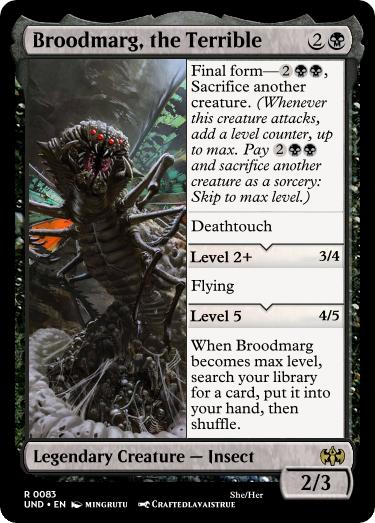 Broodmarg, the Terrible 2
Final form—2,
Sacrifice another
creature. (Whenever
this creature attacks,
add a level counter, up
to max. Pay 2
and sacrifice another
creature as a sorcery:
Skip to max level.)
Deathtouch
Level 2+ 3/4
Flying
Level 5 4/5
When Broodmarg
becomes max level,
search your library
for a card, put it into
your hand, then
shuffle.
Legendary Creature — Insect
2/3
R 0083
She/Her
UND • EN MINGRUTU CRAFTEDLAVAISTRUE